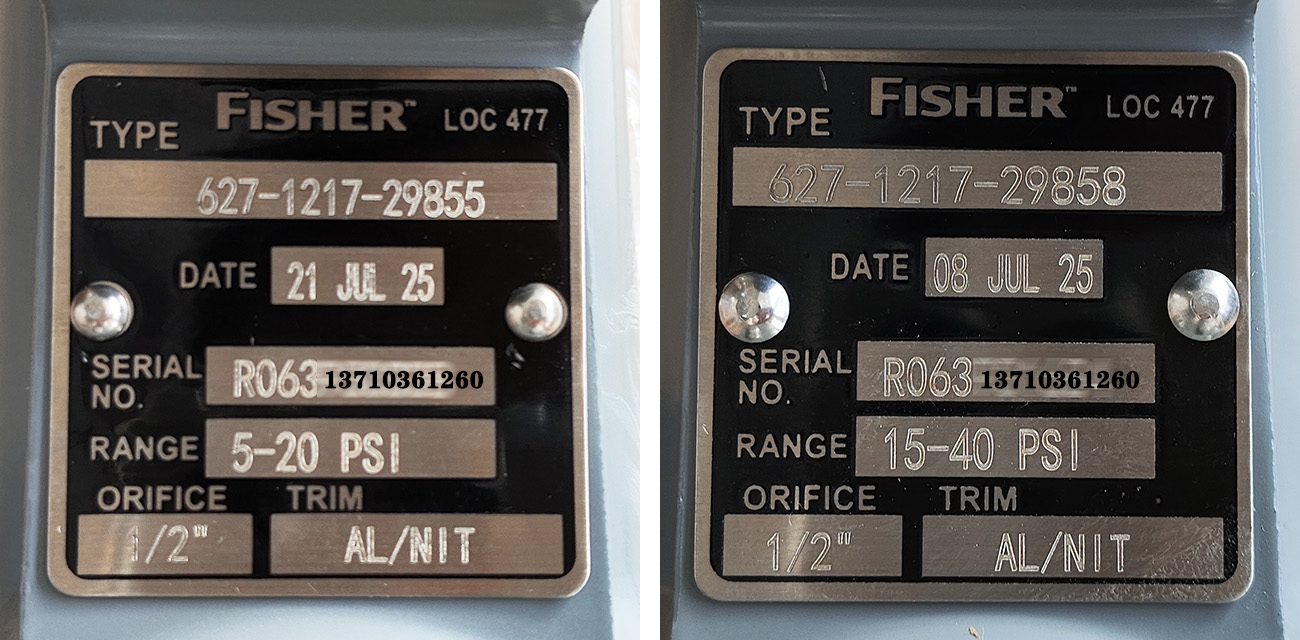 FISHER™ LOC 477
TYPE
627-1217-29855
DATE 21 JUL 25
SERIAL NO. R063 13710361260
RANGE 5-20 PSI
ORIFICE TRIM
1/2" AL/NIT
FISHER™ LOC 477
TYPE
627-1217-29858
DATE 08 JUL 25
SERIAL NO. R063 13710361260
RANGE 15-40 PSI
ORIFICE TRIM
1/2" AL/NIT